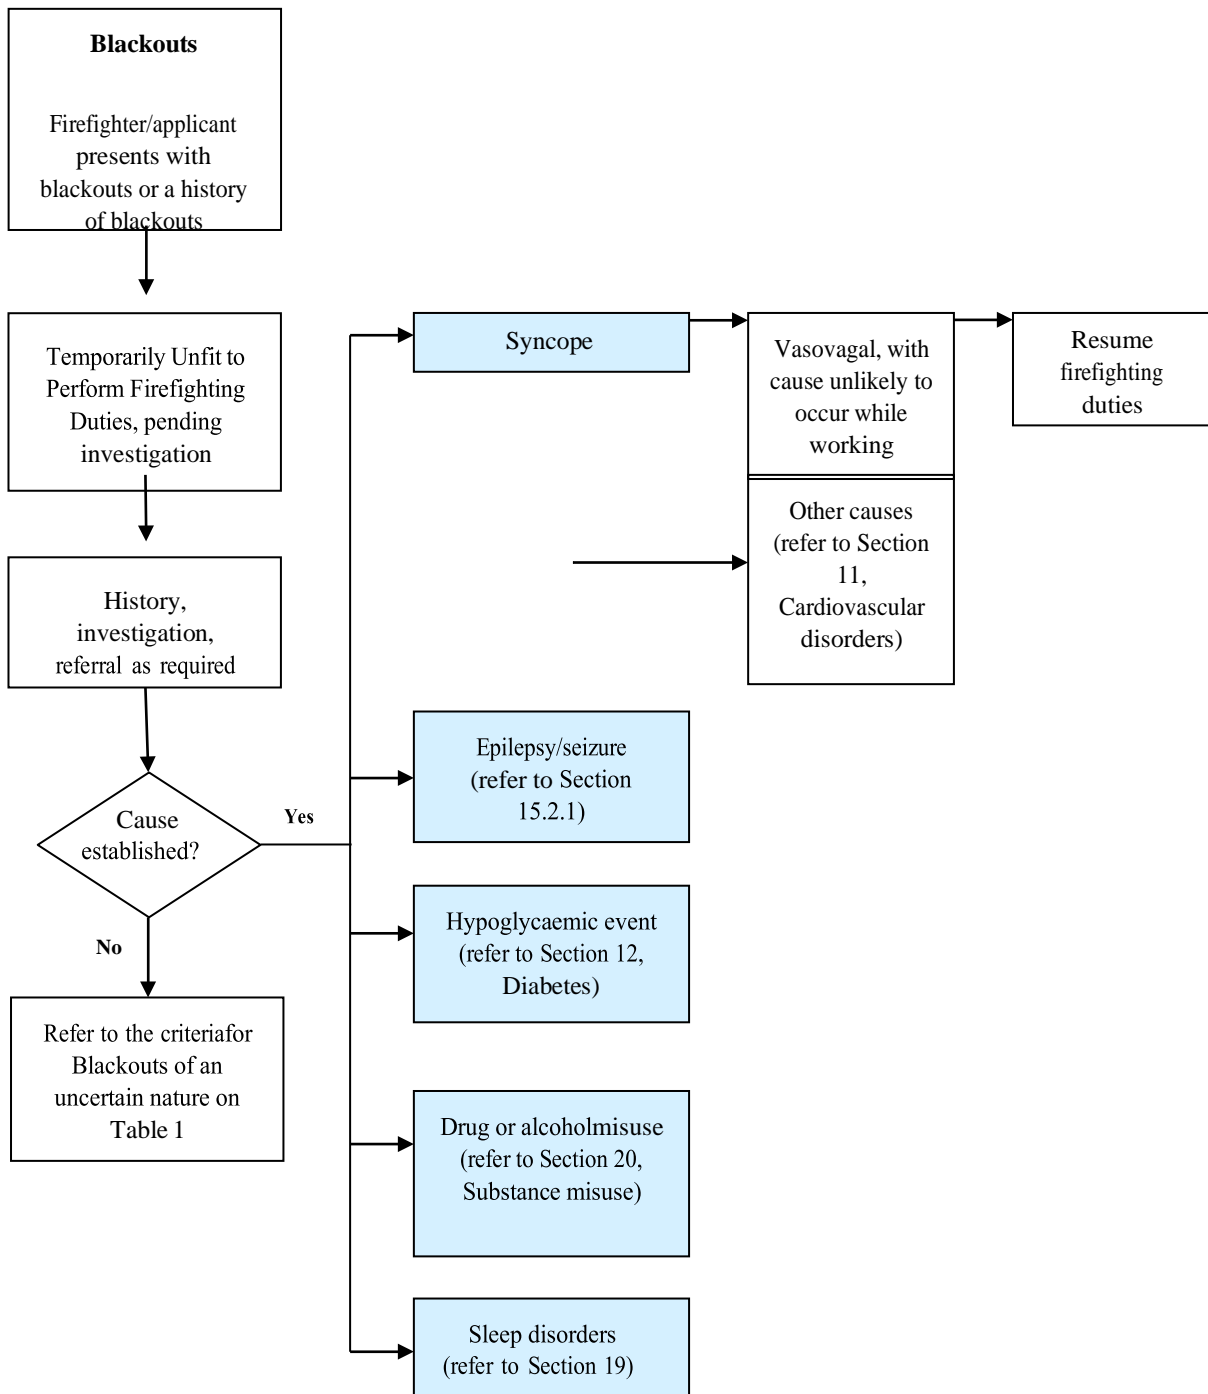 Blackouts
Firefighter/applicant
presents with
blackouts or a history
of blackouts
Temporarily Unfit to
Perform Firefighting
Duties, pending
investigation
History,
investigation,
referral as required
Cause
established?
Yes
No
Refer to the criteriafor
Blackouts of an
uncertain nature on
Table 1
Syncope
Vasovagal, with
cause unlikely to
occur while
working
Resume
firefighting
duties
Other causes
(refer to Section
11,
Cardiovascular
disorders)
Epilepsy/seizure
(refer to Section
15.2.1)
Hypoglycaemic event
(refer to Section 12,
Diabetes)
Drug or alcoholmisuse
(refer to Section 20,
Substance misuse)
Sleep disorders
(refer to Section 19)